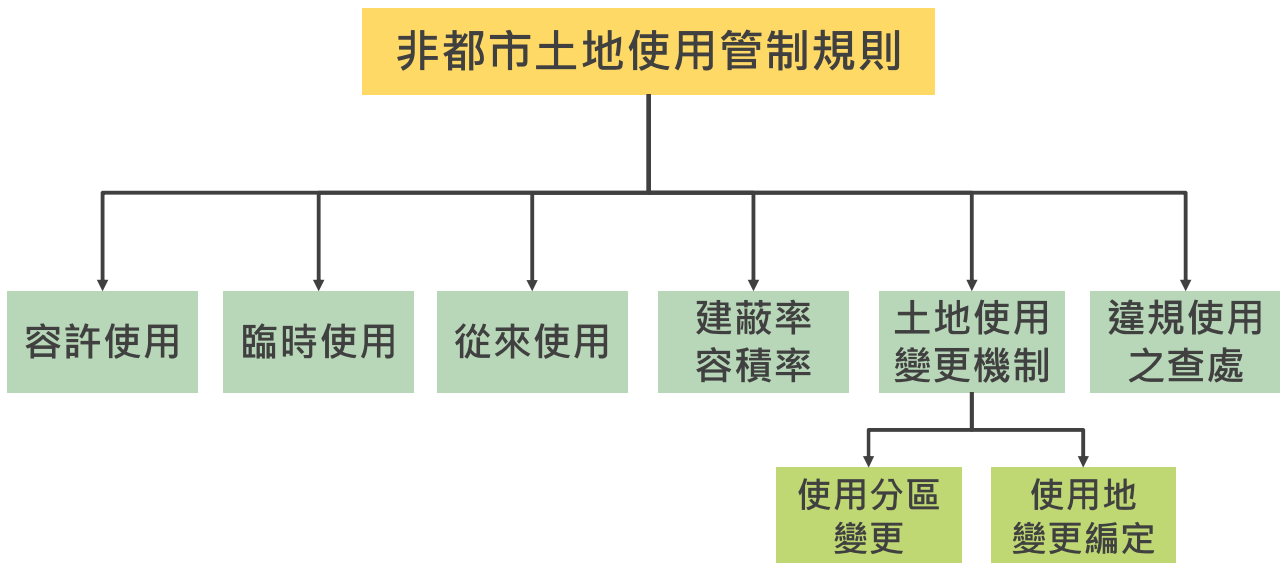 非都市土地使用管制規則
容許使用
臨時使用
從來使用
建蔽率
容積率
土地使用
變更機制
違規使用
之查處
使用分區
變更
使用地
變更編定